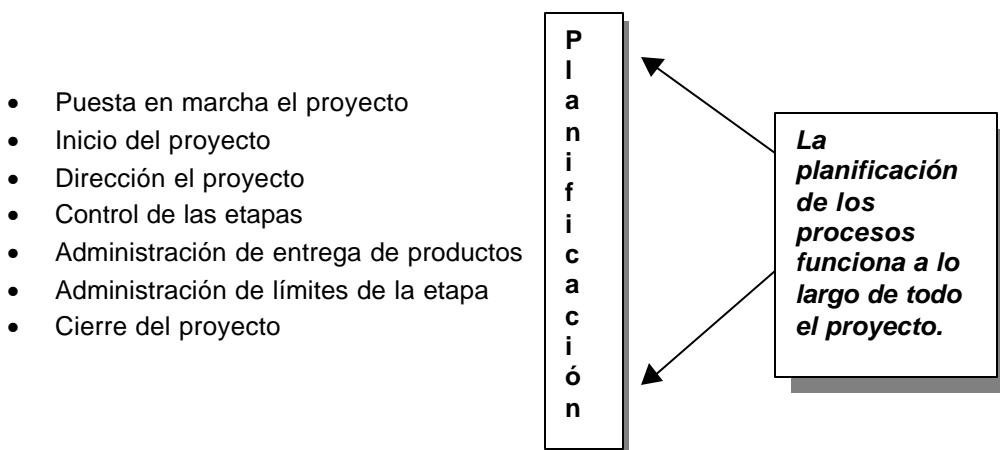 • Puesta en marcha el proyecto
• Inicio del proyecto
• Dirección el proyecto
• Control de las etapas
• Administración de entrega de productos
• Administración de límites de la etapa
• Cierre del proyecto
P
l
a
n
i
f
i
c
a
c
i
ó
n
La
planificación
de los
procesos
funciona a lo
largo de todo
el proyecto.